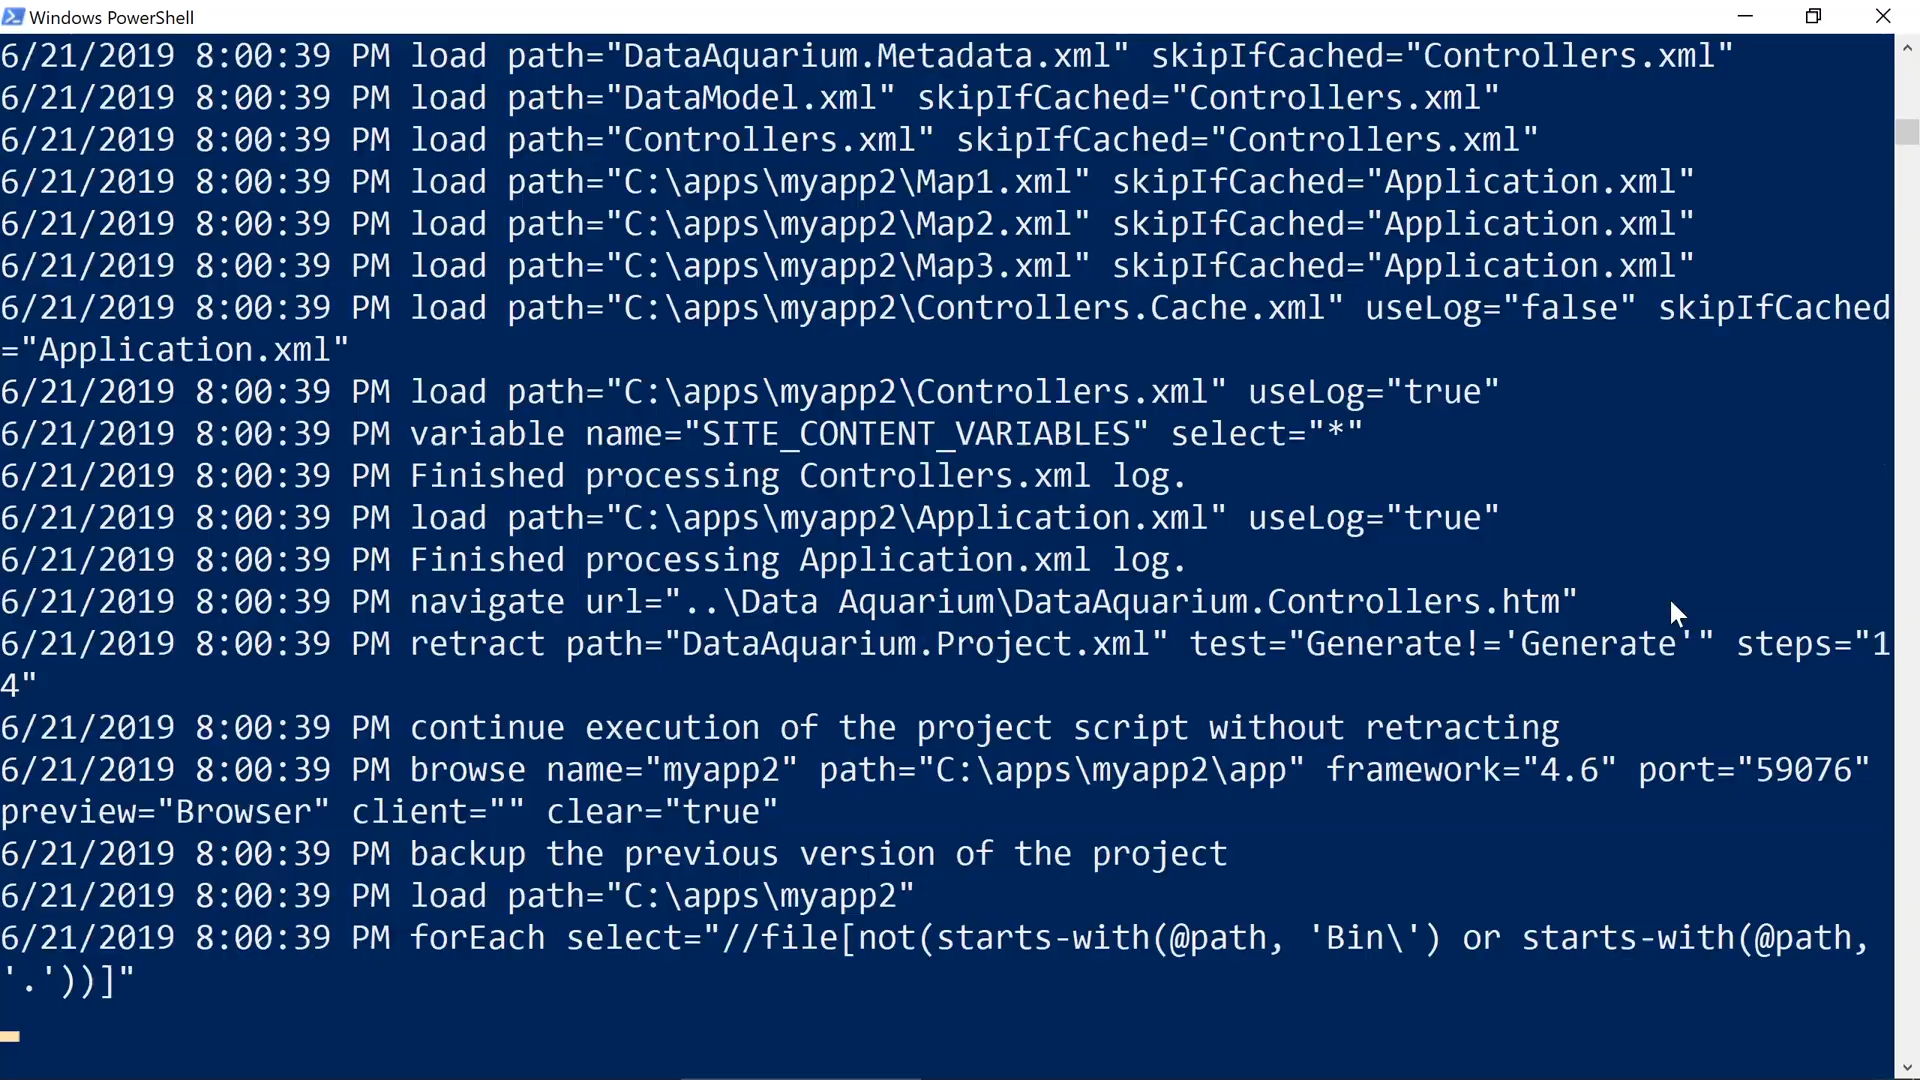 Windows PowerShell
6/21/2019 8:00:39 PM load path="DataAquarium.Metadata.xml" skipIfCached="Controllers.xml"
6/21/2019 8:00:39 PM load path="DataModel.xml" skipIfCached="Controllers.xml"
6/21/2019 8:00:39 PM load path="Controllers.xml" skipIfCached="Controllers.xml"
6/21/2019 8:00:39 PM load path="C:\apps\myapp2\Map1.xml" skipIfCached="Application.xml"
6/21/2019 8:00:39 PM load path="C:\apps\myapp2\Map2.xml" skipIfCached="Application.xml"
6/21/2019 8:00:39 PM load path="C:\apps\myapp2\Map3.xml" skipIfCached="Application.xml"
6/21/2019 8:00:39 PM load path="C:\apps\myapp2\Controllers.Cache.xml" useLog="false" skipIfCached
="Application.xml"
6/21/2019 8:00:39 PM load path="C:\apps\myapp2\Controllers.xml" useLog="true"
6/21/2019 8:00:39 PM variable name="SITE_CONTENT_VARIABLES" select="*"
6/21/2019 8:00:39 PM Finished processing Controllers.xml log.
6/21/2019 8:00:39 PM load path="C:\apps\myapp2\Application.xml" useLog="true"
6/21/2019 8:00:39 PM Finished processing Application.xml log.
6/21/2019 8:00:39 PM navigate url="..\Data Aquarium\DataAquarium.Controllers.htm"
6/21/2019 8:00:39 PM retract path="DataAquarium.Project.xml" test="Generate!='Generate'" steps="1
4"
6/21/2019 8:00:39 PM continue execution of the project script without retracting
6/21/2019 8:00:39 PM browse name="myapp2" path="C:\apps\myapp2\app" framework="4.6" port="59076"
preview="Browser" client="" clear="true"
6/21/2019 8:00:39 PM backup the previous version of the project
6/21/2019 8:00:39 PM load path="C:\apps\myapp2"
6/21/2019 8:00:39 PM forEach select="//file[not(starts-with(@path, 'Bin\') or starts-with(@path,
'.'))]"